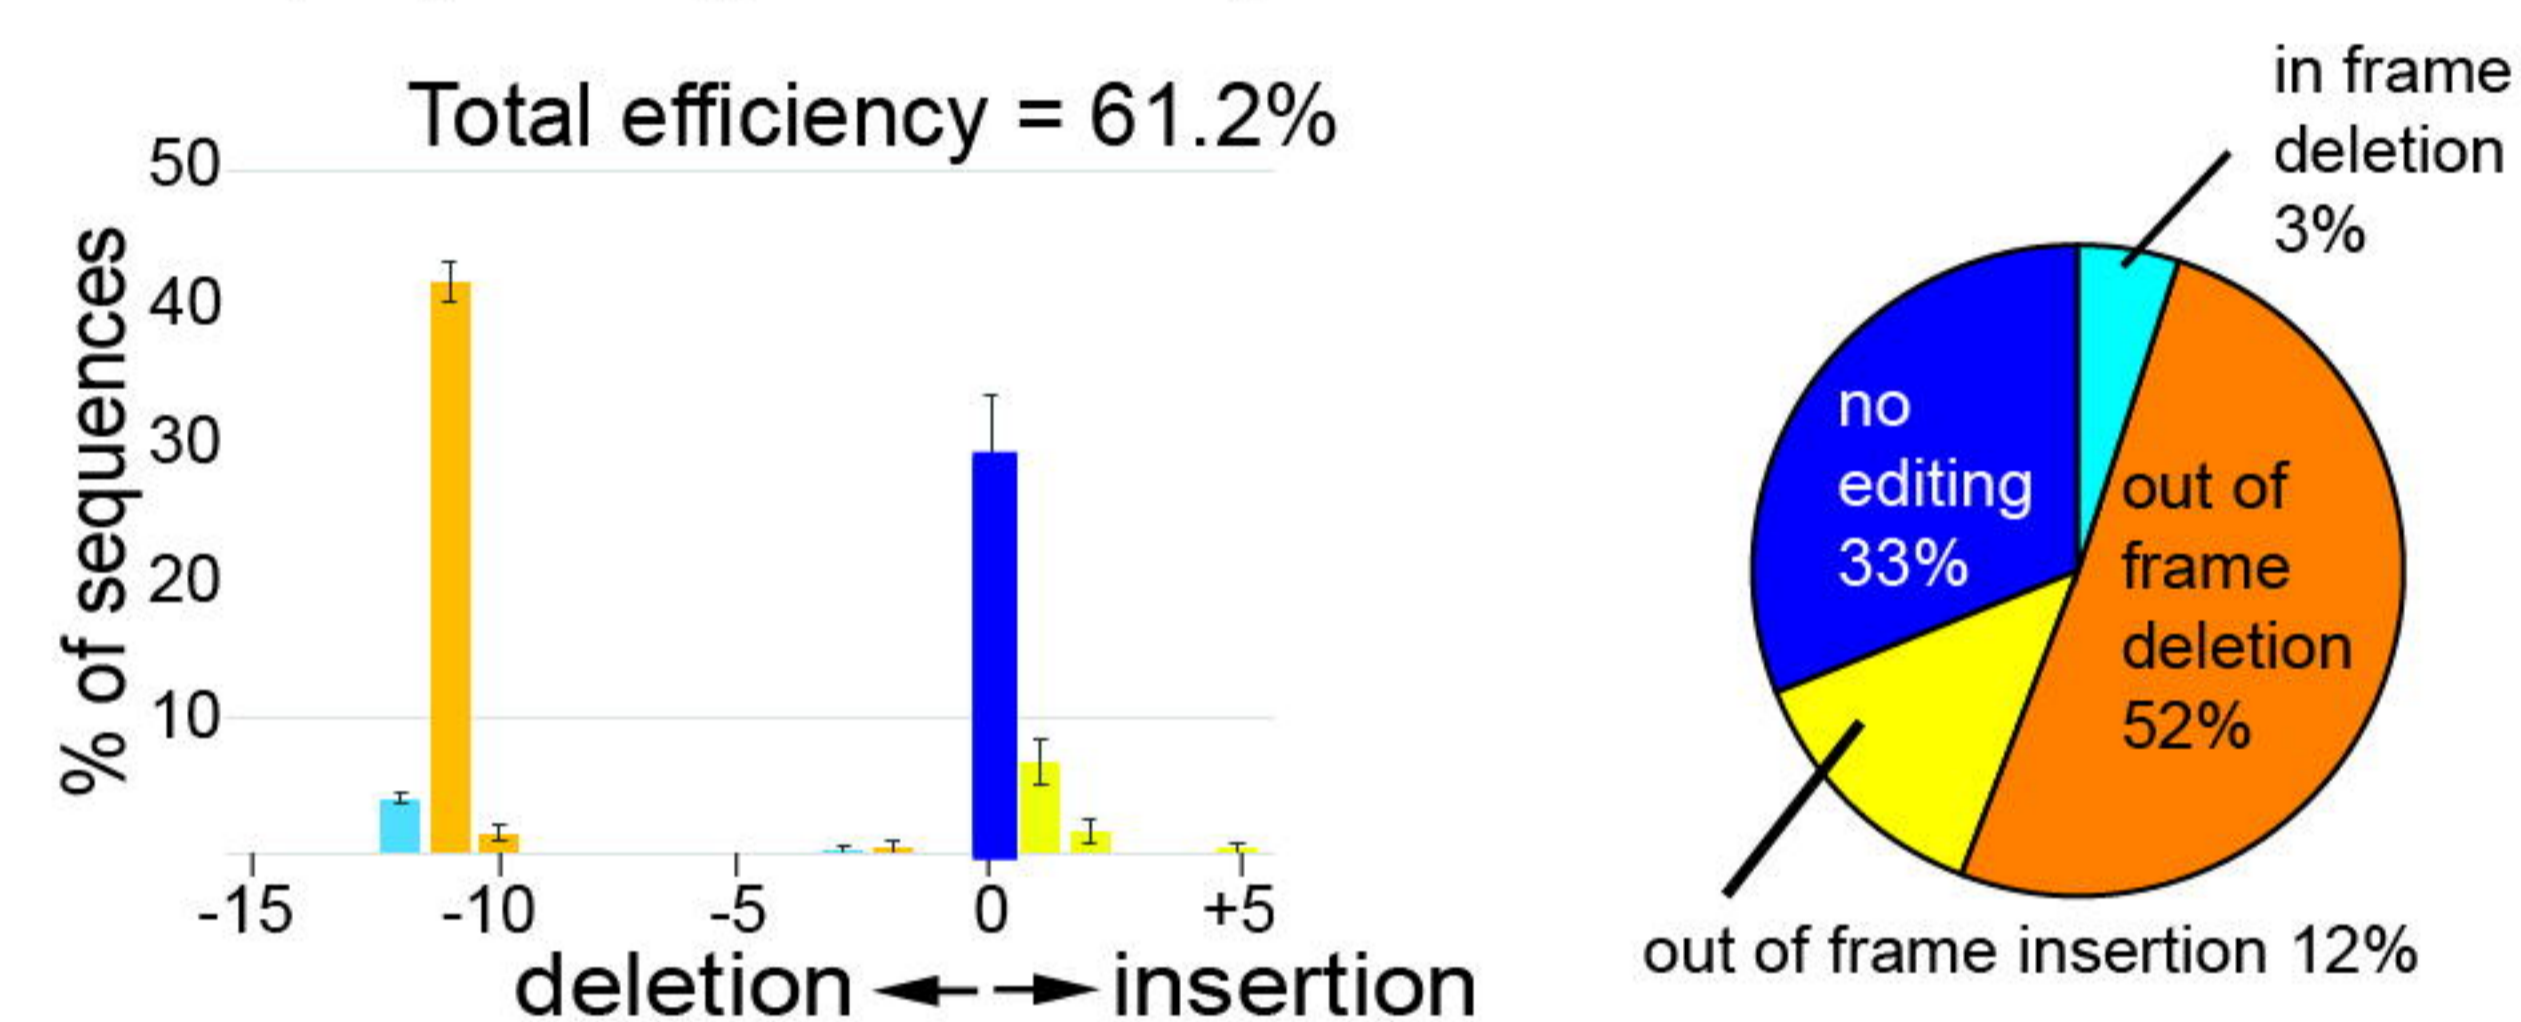 Total efficiency = 61.2%
50
40
30
20
10
% of sequences
-15
-10
-5
0
+5
deletion
insertion
in frame
deletion
3%
no
editing
33%
out of
frame
deletion
52%
out of frame insertion 12%